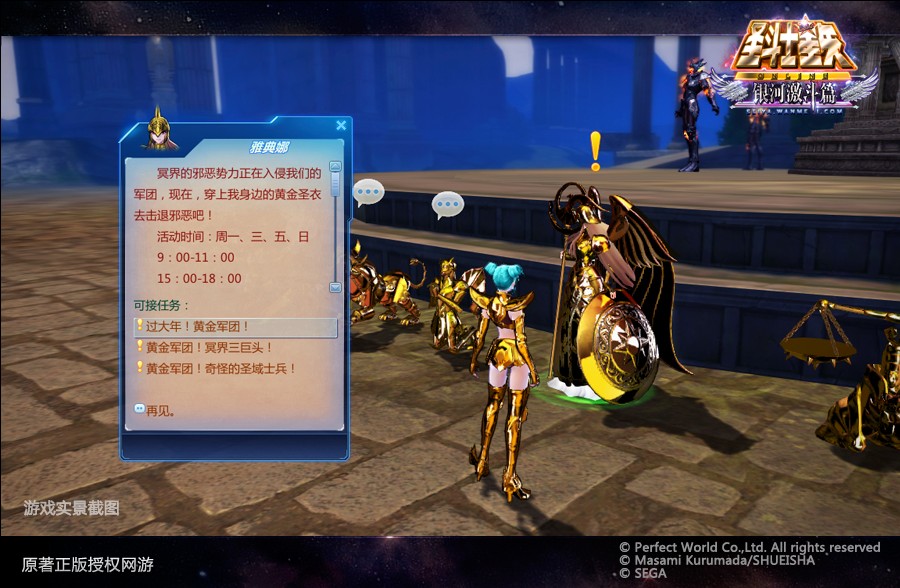 圣斗士星矢
ONLINE
银河激斗篇
SEIYA.WANMEI.COM
雅典娜
冥界的邪恶势力正在入侵我们的
军团，现在，穿上我身边的黄金圣衣
去击退邪恶吧！
活动时间：周一、三、五、日
9：00-11：00
15：00-18：00
可接任务：
过大年！黄金军团！
黄金军团！冥界三巨头！
黄金军团！奇怪的圣域士兵！
再见。
游戏实景截图
原著正版授权网游
© Perfect World Co.,Ltd. All rights reserved
© Masami Kurumada/SHUEISHA
© SEGA